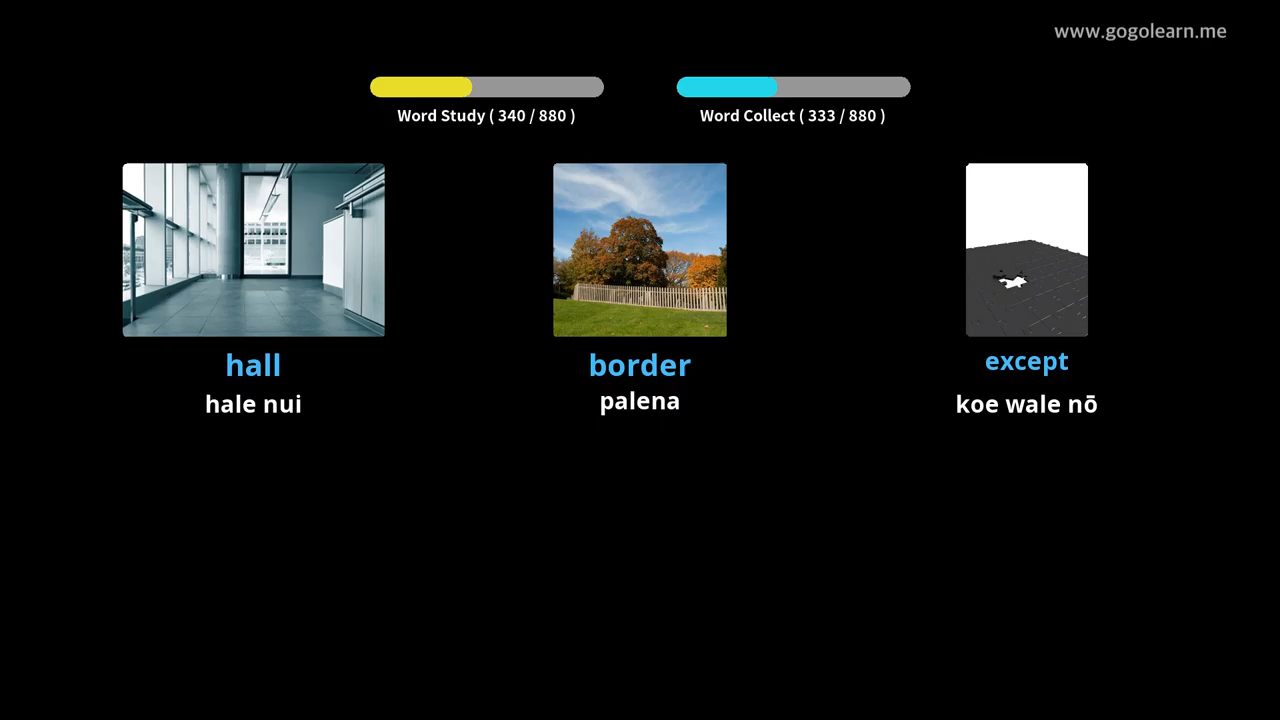 www.gogolearn.me
Word Study ( 340 / 880 )
Word Collect ( 333 / 880 )
hall
hale nui
border
palena
except
koe wale nō